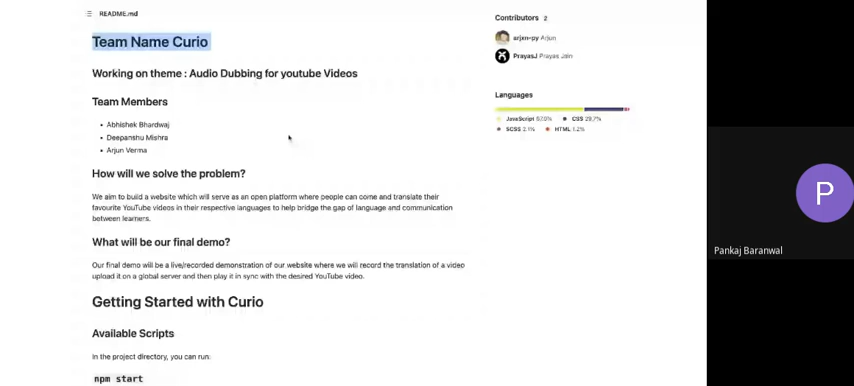 README.md
Team Name Curio
Working on theme : Audio Dubbing for youtube Videos
Team Members
Abhishek Bhardwaj
Deepanshu Mishra
Arjun Verma
How will we solve the problem?
We aim to build a website which will serve as an open platform where people can come and translate their
favourite YouTube videos in their respective languages to help bridge the gap of language and communication
between learners.
What will be our final demo?
Our final demo will be a live/recorded demonstration of our website where we will record the translation of a video
upload it on a global server and then play it in sync with the desired YouTube video.
Getting Started with Curio
Available Scripts
In the project directory, you can run:
npm start
Contributors 2
arjxn-py Arjun
PrayasJ Prayas Jain
Languages
JavaScript 67.0% CSS 29.7%
SCSS 2.1% HTML 1.2%
P
Pankaj Baranwal